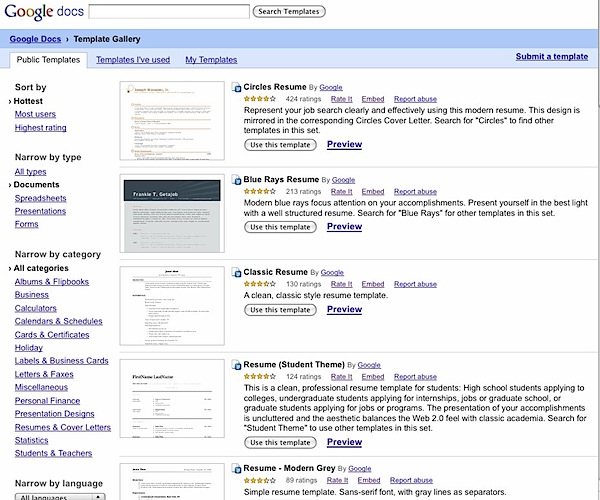 Google docs
Search Templates
Google Docs › Template Gallery
Public Templates Templates I've used My Templates
Submit a template
Sort by
› Hottest
Most users
Highest rating
Narrow by type
All types
› Documents
Spreadsheets
Presentations
Forms
Narrow by category
› All categories
Albums & Flipbooks
Business
Calculators
Calendars & Schedules
Cards & Certificates
Holiday
Labels & Business Cards
Letters & Faxes
Miscellaneous
Personal Finance
Presentation Designs
Resumes & Cover Letters
Statistics
Students & Teachers
Narrow by language
All languages
Circles Resume By Google
424 ratings Rate It Embed Report abuse
Represent your job search clearly and effectively using this modern resume. This design is
mirrored in the corresponding Circles Cover Letter. Search for "Circles" to find other
templates in this set.
Use this template Preview
Frankie T. Getajob
Blue Rays Resume By Google
213 ratings Rate It Embed Report abuse
Modern blue rays focus attention on your accomplishments. Present yourself in the best light
with a well structured resume. Search for "Blue Rays" for other templates in this set.
Use this template Preview
Classic Resume By Google
130 ratings Rate It Embed Report abuse
A clean, classic style resume template.
Use this template Preview
FirstName LastName
Resume (Student Theme) By Google
124 ratings Rate It Embed Report abuse
This is a clean, professional resume template for students: High school students applying to
colleges, undergraduate students applying for internships, jobs or graduate school, or
graduate students applying for jobs or programs. The presentation of your accomplishments
is uncluttered and the aesthetic balances the Web 2.0 feel with classic academia. Search for
"Student Theme" to use other templates in this set.
Use this template Preview
Resume - Modern Grey By Google
89 ratings Rate It Embed Report abuse
Simple resume template. Sans-serif font, with gray lines as separators.